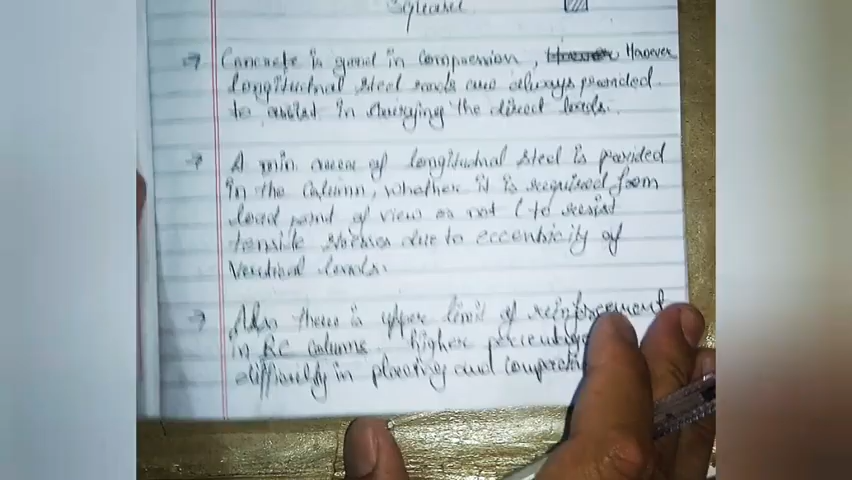 → Concrete is good in compression, However
longitudinal steel rods are always provided
to assist in carrying the direct loads.
→ A min area of longitudinal steel is provided
in the column, whether it is required from
load point of view or not (to resist
tensile stresses due to eccentricity of
vertical loads.
→ Also there is upper limit of reinforcement
in RC columns higher
difficulty in placing and